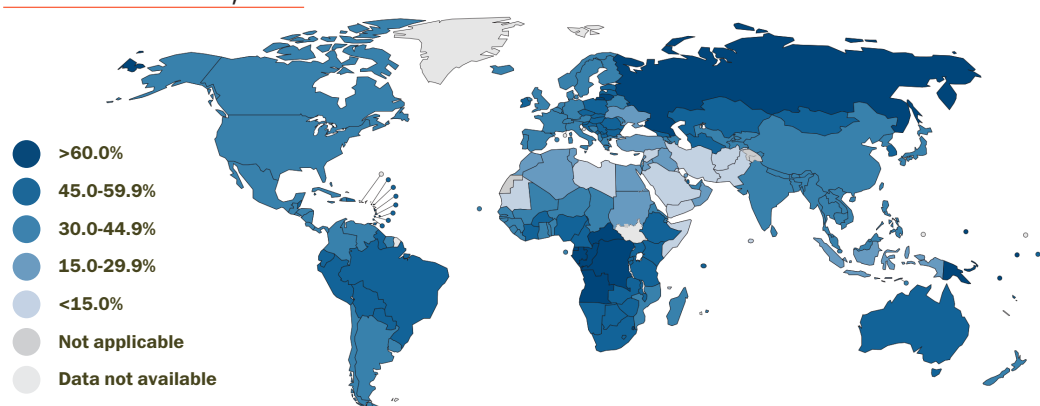 >60.0%
45.0-59.9%
30.0-44.9%
15.0-29.9%
<15.0%
Not applicable
Data not available